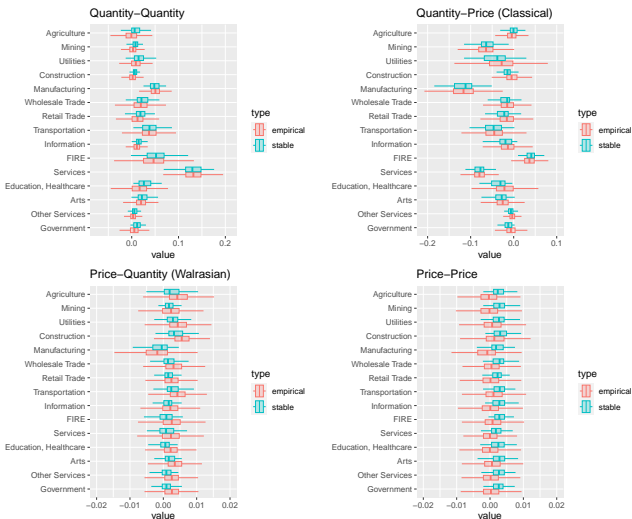 Quantity−Quantity
Agriculture
Mining
Utilities
Construction
Manufacturing
Wholesale Trade
Retail Trade
Transportation
Information
FIRE
Services
Education, Healthcare
Arts
Other Services
Government
0.0 0.1 0.2
value
type
empirical
stable
Quantity−Price (Classical)
Agriculture
Mining
Utilities
Construction
Manufacturing
Wholesale Trade
Retail Trade
Transportation
Information
FIRE
Services
Education, Healthcare
Arts
Other Services
Government
−0.2 −0.1 0.0 0.1
value
type
empirical
stable
Price−Quantity (Walrasian)
Agriculture
Mining
Utilities
Construction
Manufacturing
Wholesale Trade
Retail Trade
Transportation
Information
FIRE
Services
Education, Healthcare
Arts
Other Services
Government
−0.02 −0.01 0.00 0.01 0.02
value
type
empirical
stable
Price−Price
Agriculture
Mining
Utilities
Construction
Manufacturing
Wholesale Trade
Retail Trade
Transportation
Information
FIRE
Services
Education, Healthcare
Arts
Other Services
Government
−0.02 −0.01 0.00 0.01 0.02
value
type
empirical
stable